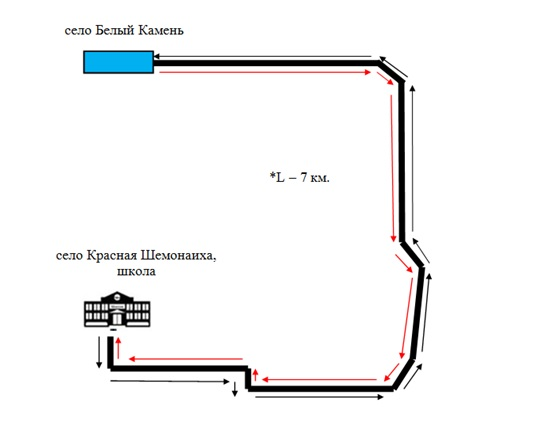 село Белый Камень
*L – 7 км.
село Красная Шемонаиха,
школа